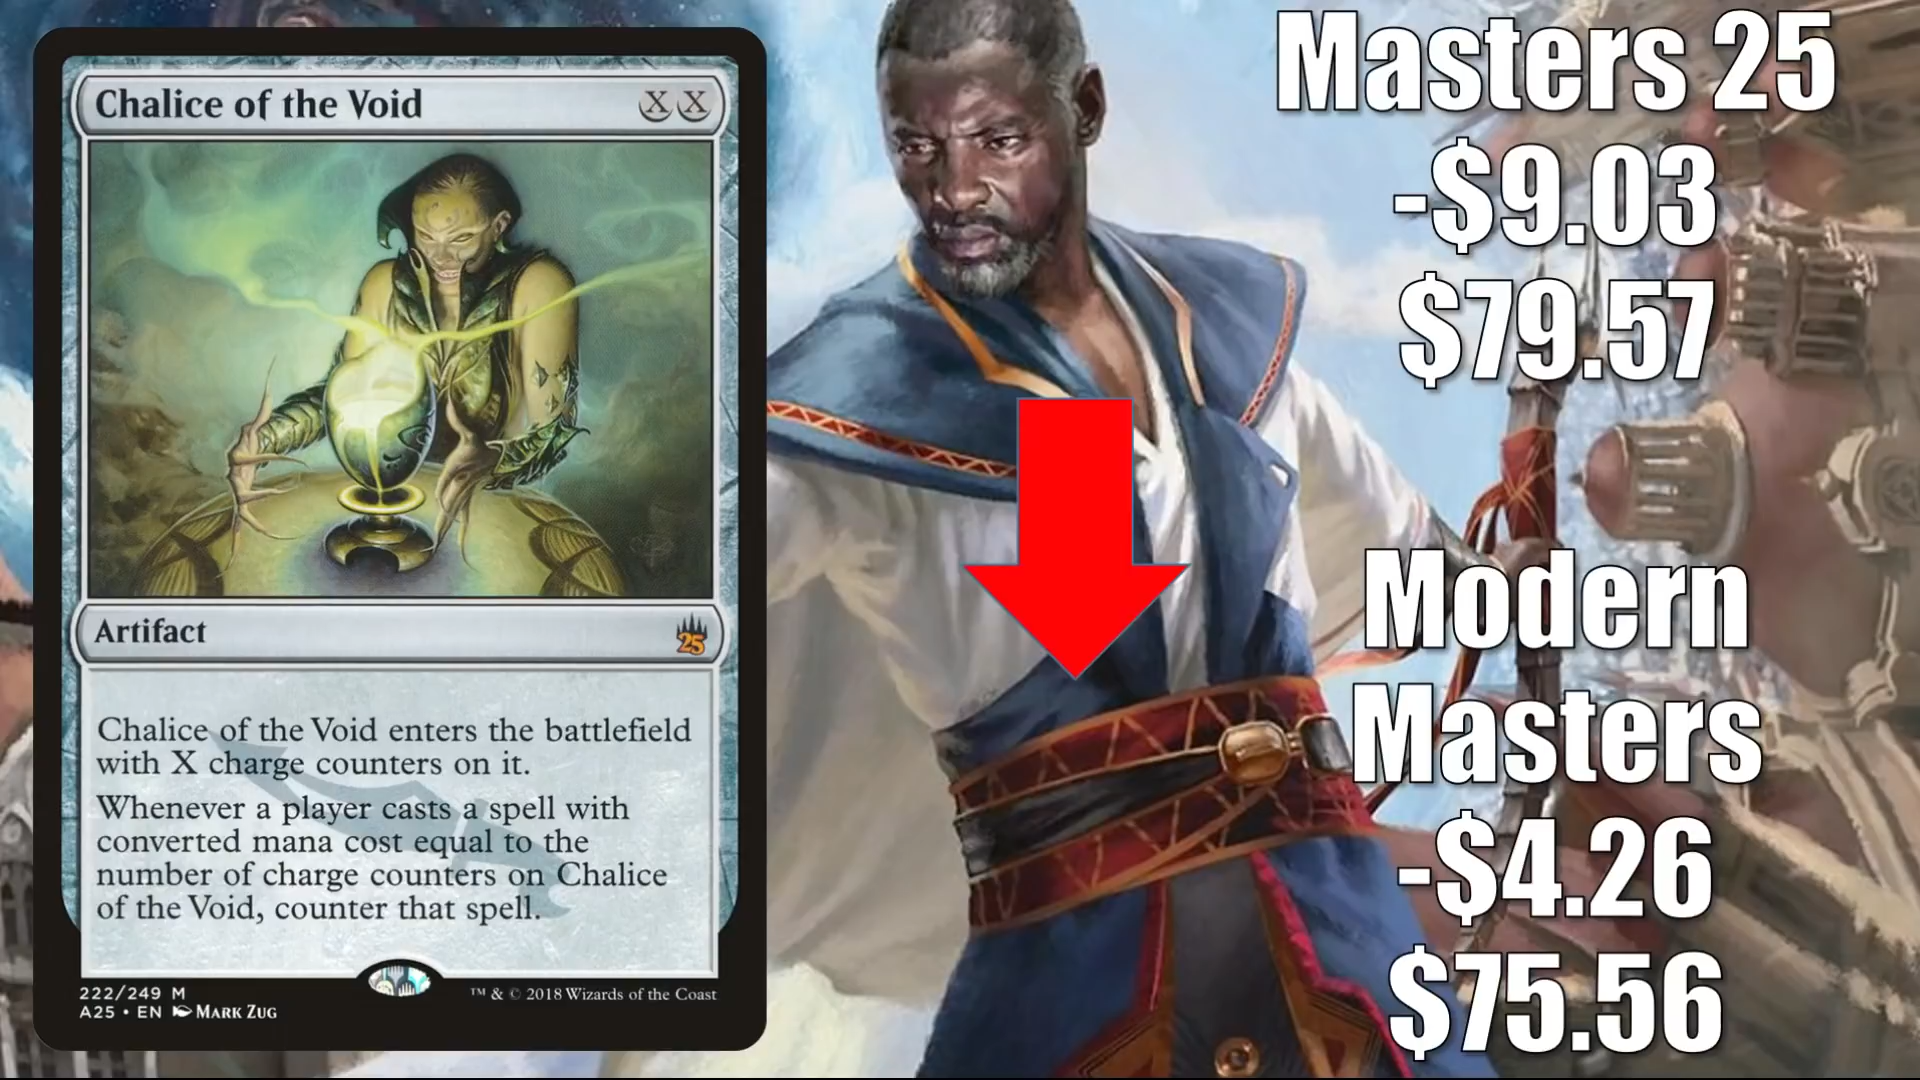 Chalice of the Void XX
Artifact
25
Chalice of the Void enters the battlefield
with X charge counters on it.
Whenever a player casts a spell with
converted mana cost equal to the
number of charge counters on Chalice
of the Void, counter that spell.
222/249 M
A25 • EN MARK ZUG
™ & © 2018 Wizards of the Coast
Masters 25
-$9.03
$79.57
Modern
Masters
-$4.26
$75.56